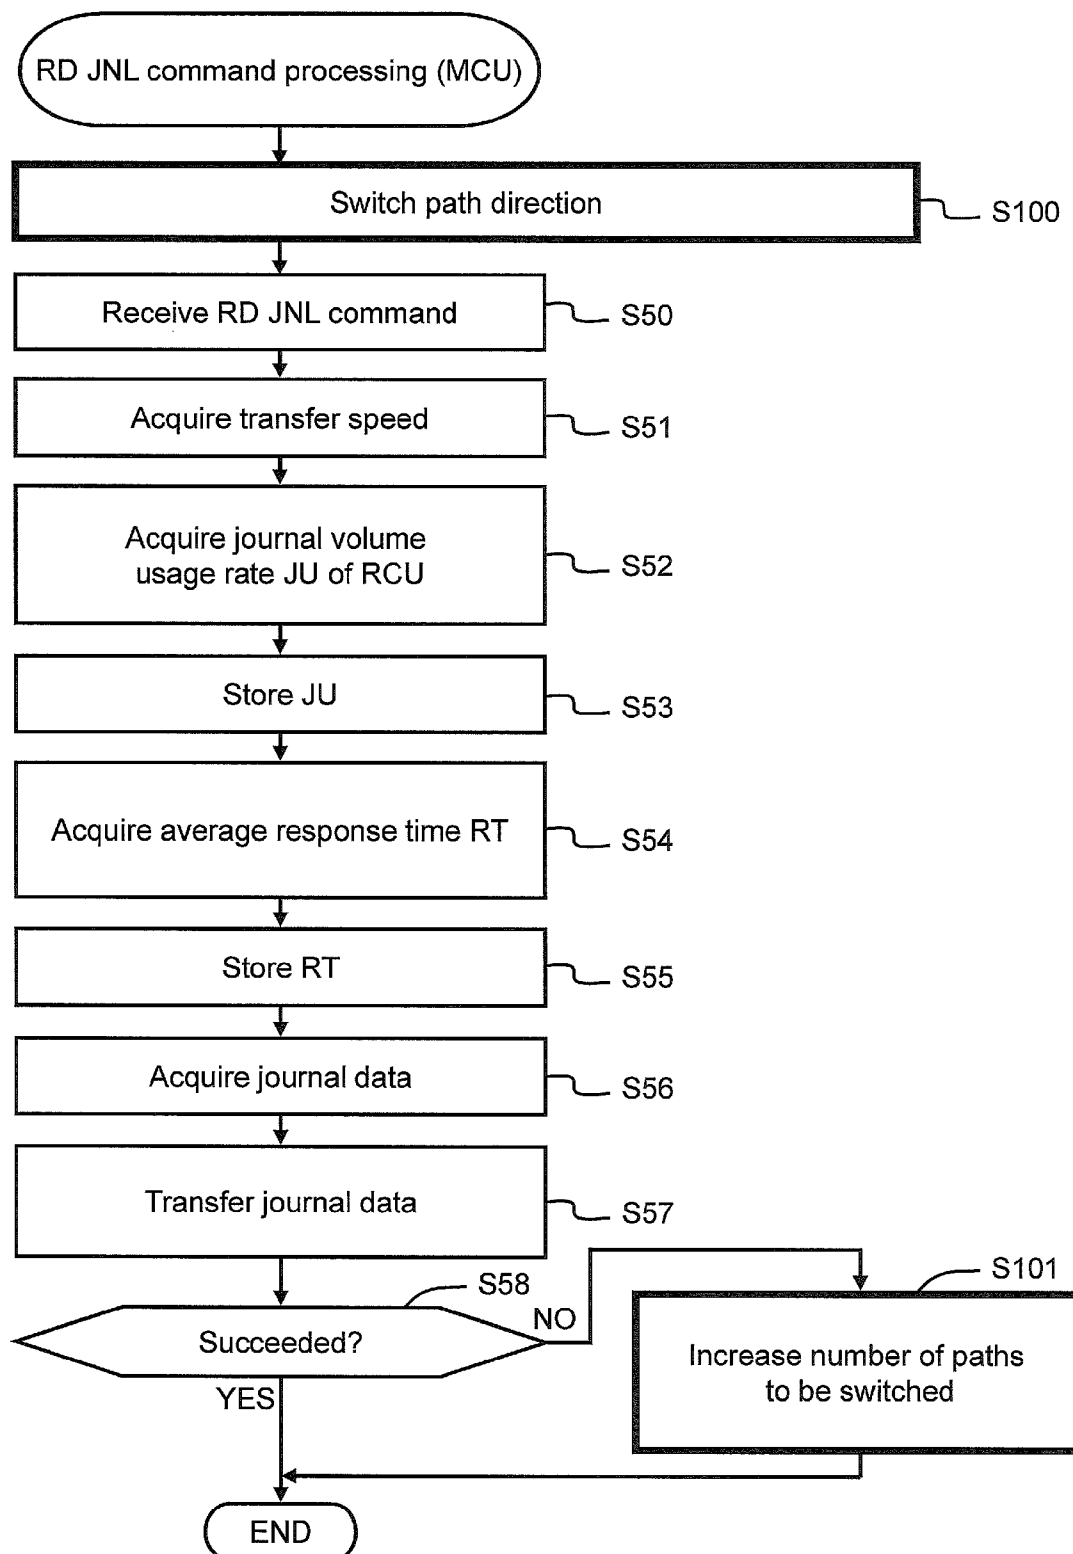 RD JNL command processing (MCU)
Switch path direction
S100
Receive RD JNL command
S50
Acquire transfer speed
S51
Acquire journal volume
usage rate JU of RCU
S52
Store JU
S53
Acquire average response time RT
S54
Store RT
S55
Acquire journal data
S56
Transfer journal data
S57
S58
Succeeded?
NO
YES
S101
Increase number of paths
to be switched
END